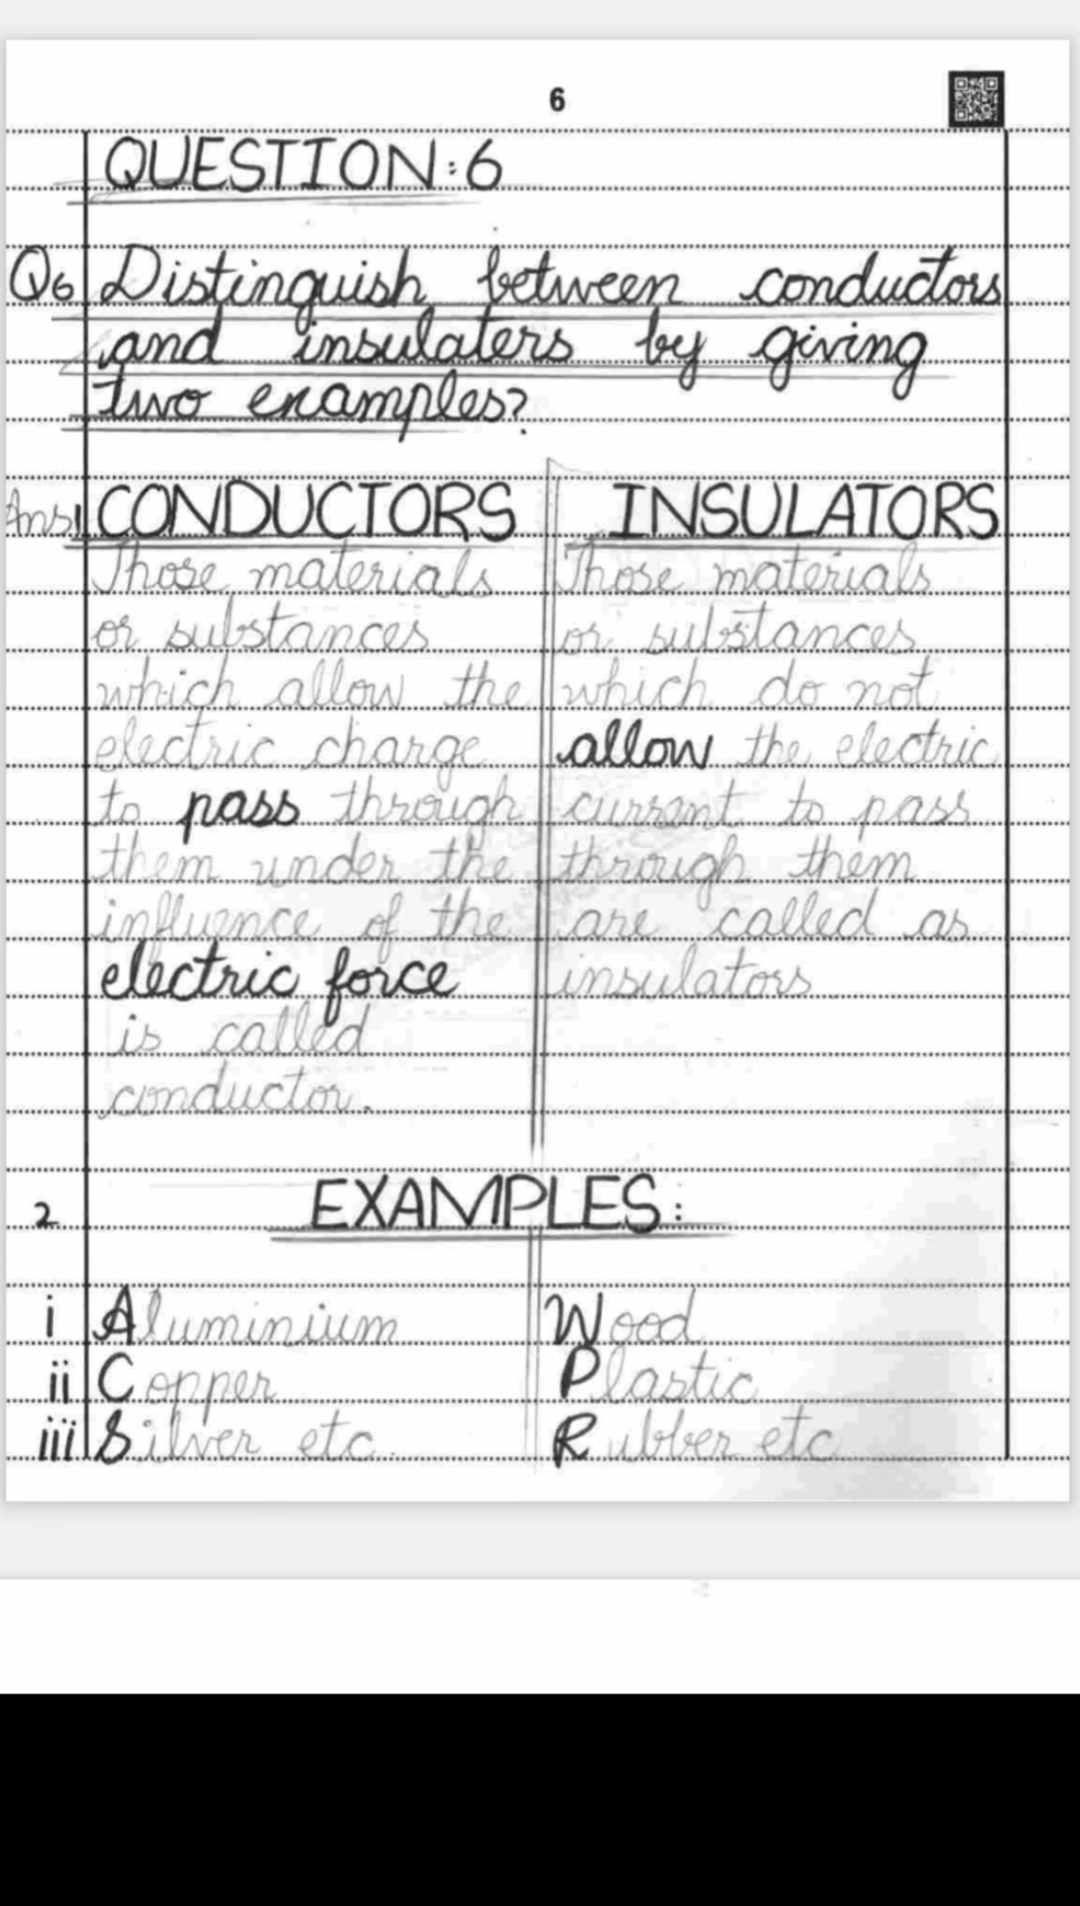 6
QUESTION:6
Q6 Distinguish between conductors
and insulaters by giving
two examples?
Ans1 CONDUCTORS
Those materials
or substances
which allow the
electric charge
to pass through
them under the
influence of the
electric force
is called
conductor.
INSULATORS
Those materials
or substances
which do not
allow the electric
current to pass
through them
are called as
insulators
2 EXAMPLES:
i Aluminium Wood
ii Copper Plastic
iii Silver etc. Rubber etc